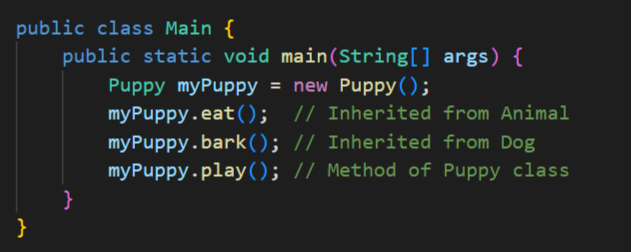 public class Main {
    public static void main(String[] args) {
        Puppy myPuppy = new Puppy();
        myPuppy.eat();  // Inherited from Animal
        myPuppy.bark(); // Inherited from Dog
        myPuppy.play(); // Method of Puppy class
    }
}